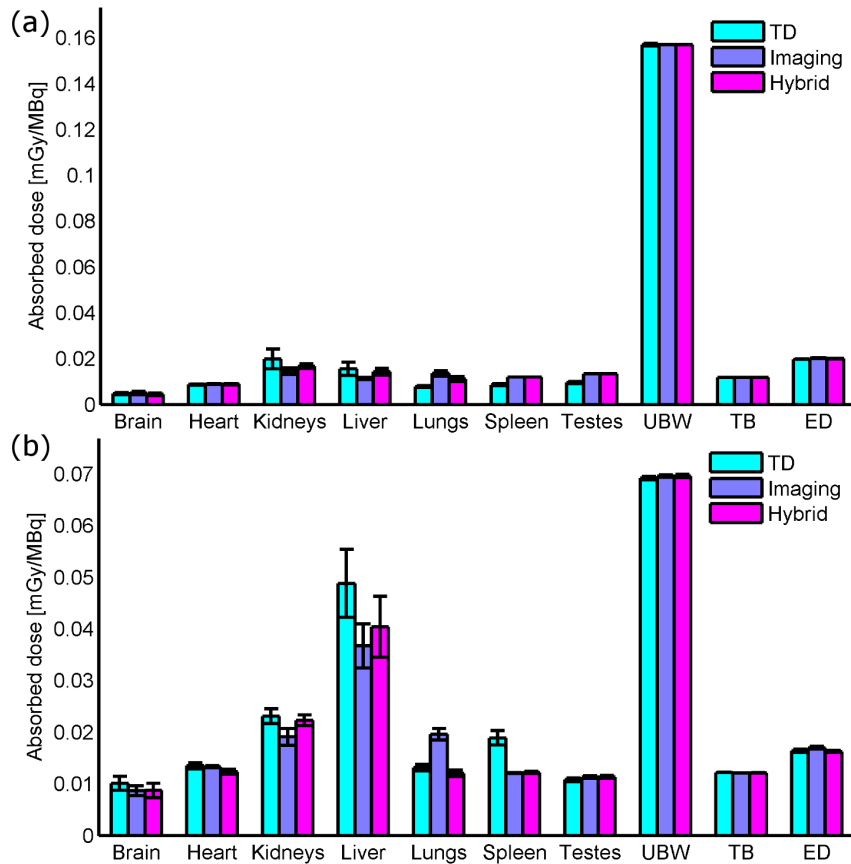 (a)
Absorbed dose [mGy/MBq]
0.16
0.14
0.12
0.1
0.08
0.06
0.04
0.02
0
TD
Imaging
Hybrid
Brain Heart Kidneys Liver Lungs Spleen Testes UBW TB ED
(b)
Absorbed dose [mGy/MBq]
0.07
0.06
0.05
0.04
0.03
0.02
0.01
0
TD
Imaging
Hybrid
Brain Heart Kidneys Liver Lungs Spleen Testes UBW TB ED